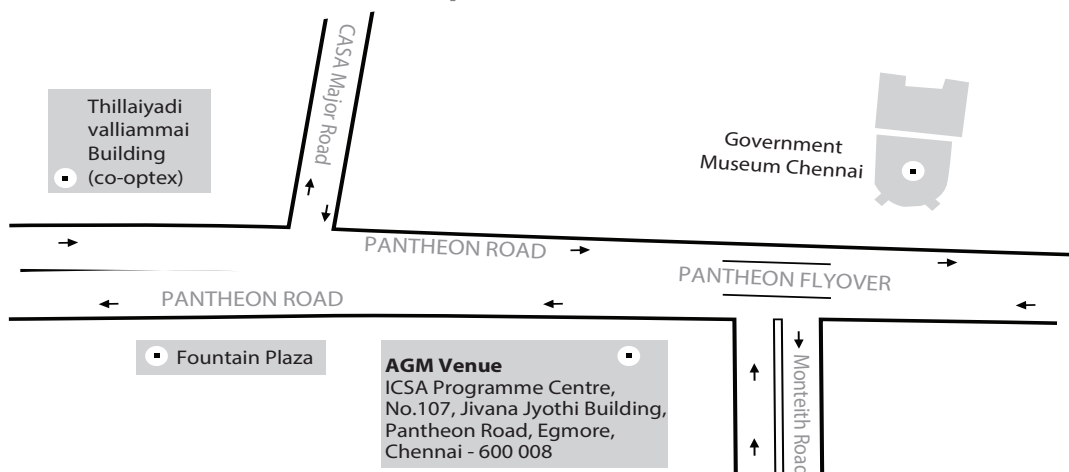 CASA Major Road
Thillaiyadi
valliammai
Building
(co-optex)
Government
Museum Chennai
PANTHEON ROAD
PANTHEON FLYOVER
PANTHEON ROAD
Fountain Plaza
AGM Venue
ICSA Programme Centre,
No.107, Jivana Jyothi Building,
Pantheon Road, Egmore,
Chennai - 600 008
Monteith Road